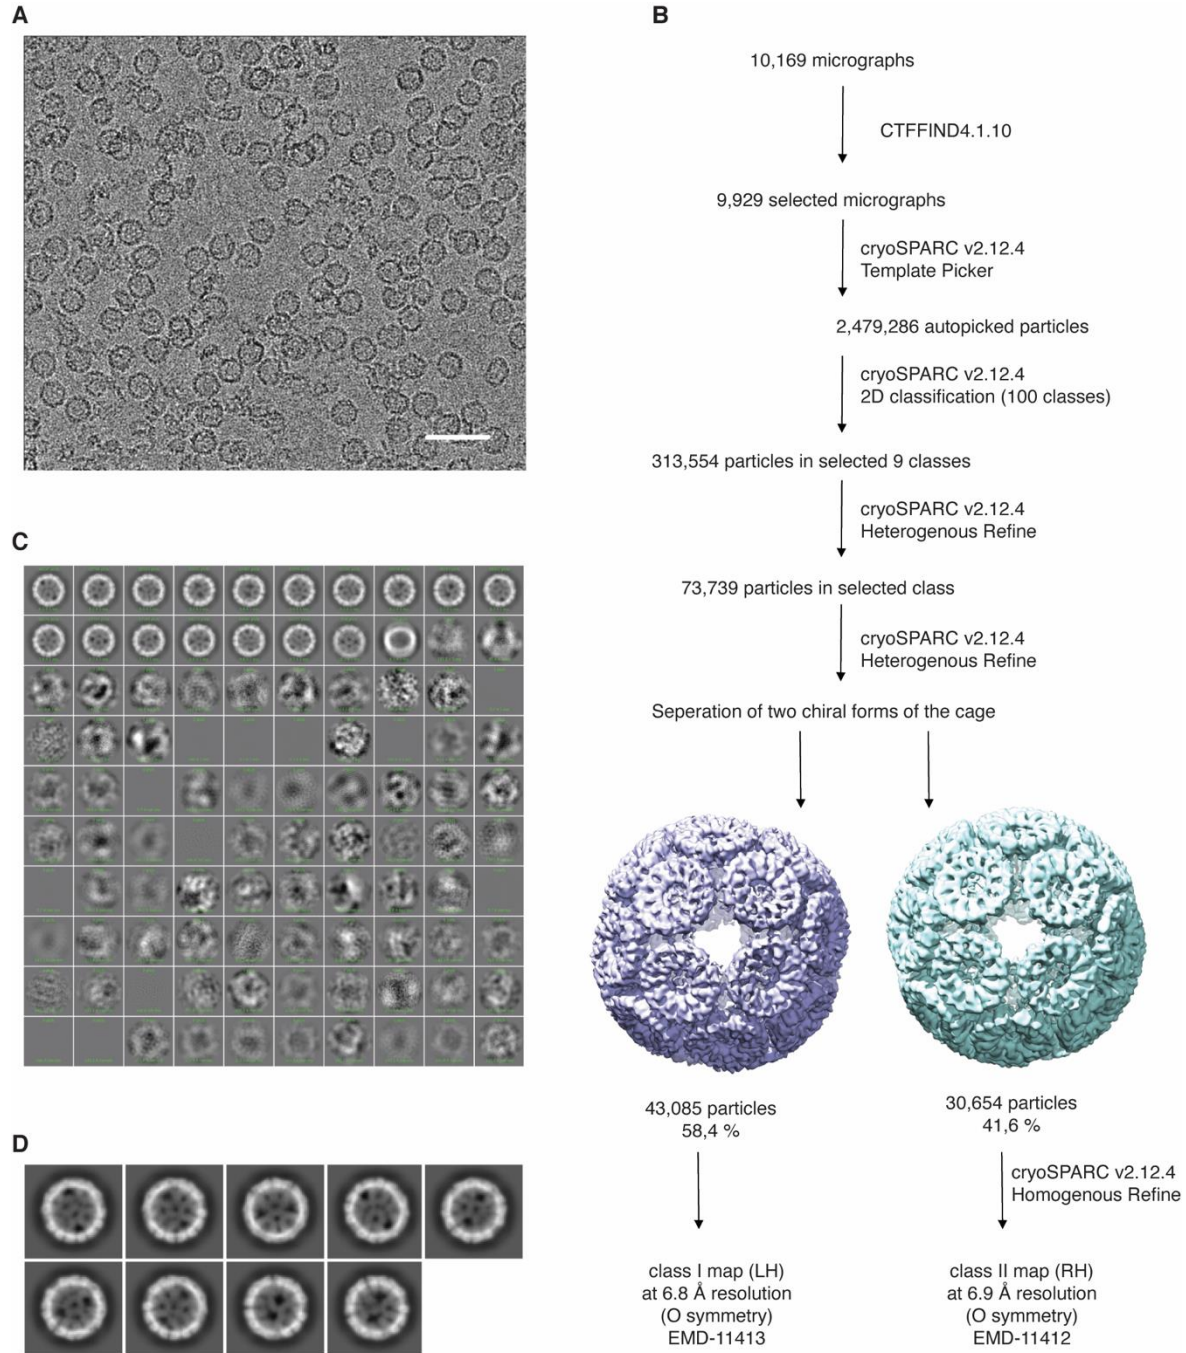 A
B
10,169 micrographs
CTFFIND4.1.10
9,929 selected micrographs
cryoSPARC v2.12.4
Template Picker
2,479,286 autopicked particles
cryoSPARC v2.12.4
2D classification (100 classes)
313,554 particles in selected 9 classes
cryoSPARC v2.12.4
Heterogenous Refine
73,739 particles in selected class
cryoSPARC v2.12.4
Heterogenous Refine
Seperation of two chiral forms of the cage
43,085 particles
58,4 %
30,654 particles
41,6 %
cryoSPARC v2.12.4
Homogenous Refine
class I map (LH)
at 6.8 Å resolution
(O symmetry)
EMD-11413
class II map (RH)
at 6.9 Å resolution
(O symmetry)
EMD-11412
C
D